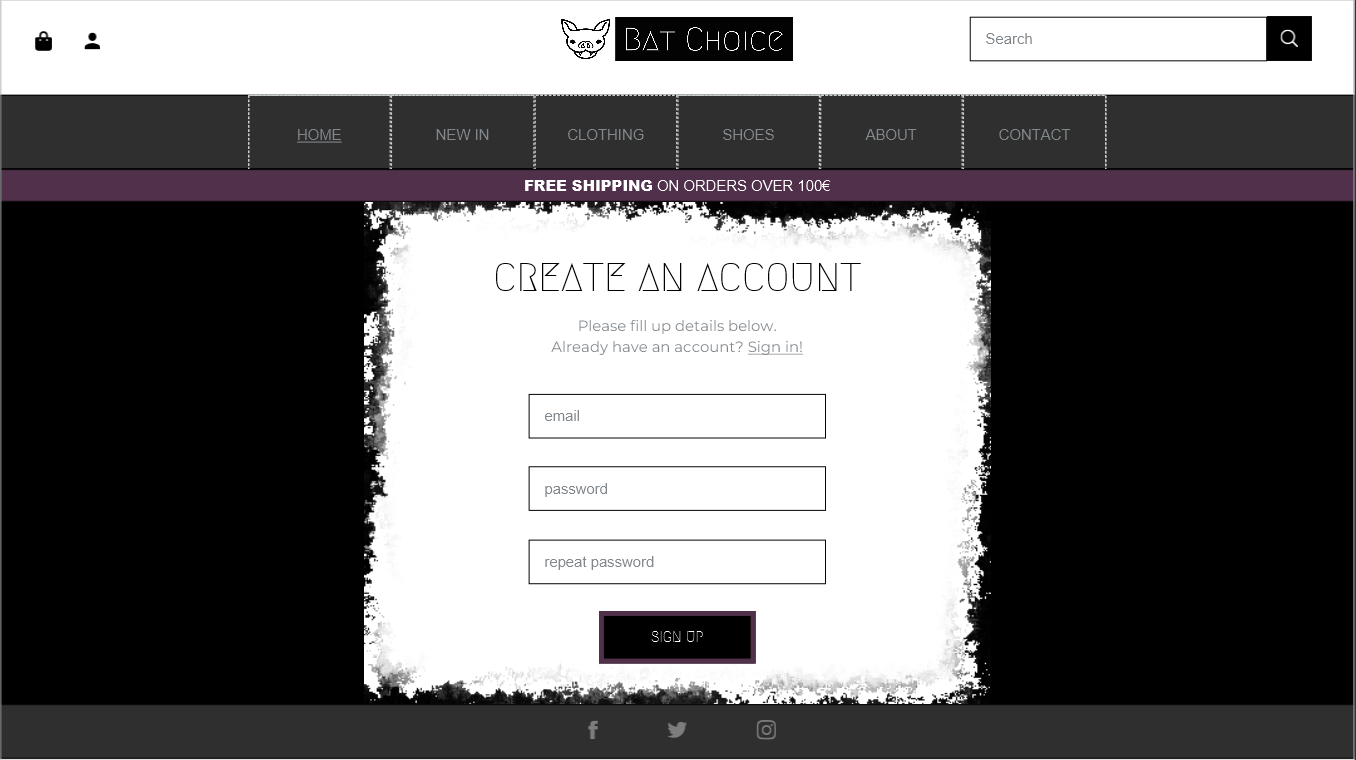 Bat Choice
Search
HOME
NEW IN
CLOTHING
SHOES
ABOUT
CONTACT
FREE SHIPPING ON ORDERS OVER 100€
CREATE AN ACCOUNT
Please fill up details below.
Already have an account? Sign in!
email
password
repeat password
SIGN UP